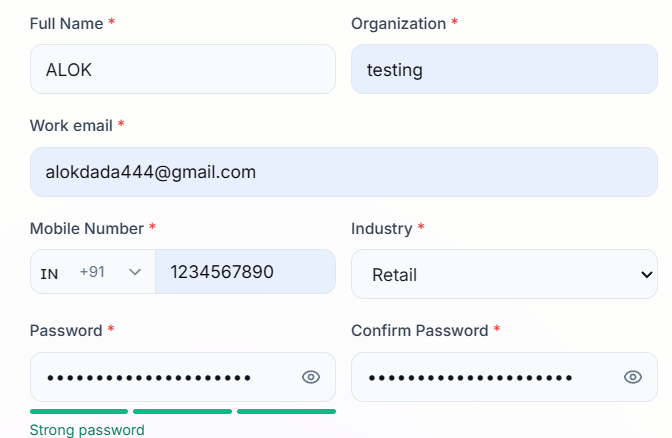 Full Name * Organization *
ALOK testing
Work email *
alokdada444@gmail.com
Mobile Number * Industry *
IN +91 1234567890 Retail
Password * Confirm Password *
••••••••••••••••••••• •••••••••••••••••••••
Strong password